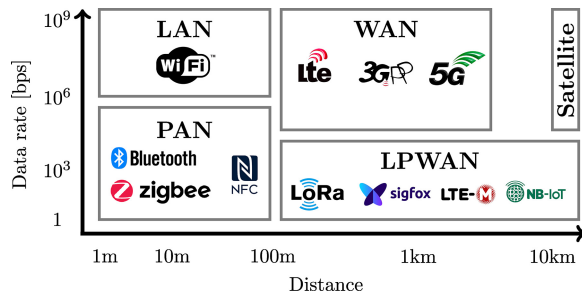 10⁹
LAN
WiFi™
WAN
Lte
3GPP
5G
Satellite
Data rate [bps]
10⁶
PAN
Bluetooth
zigbee
NFC
LPWAN
LoRa
sigfox
LTE-M
NB-IoT
10³
1
1m
10m
100m
1km
10km
Distance